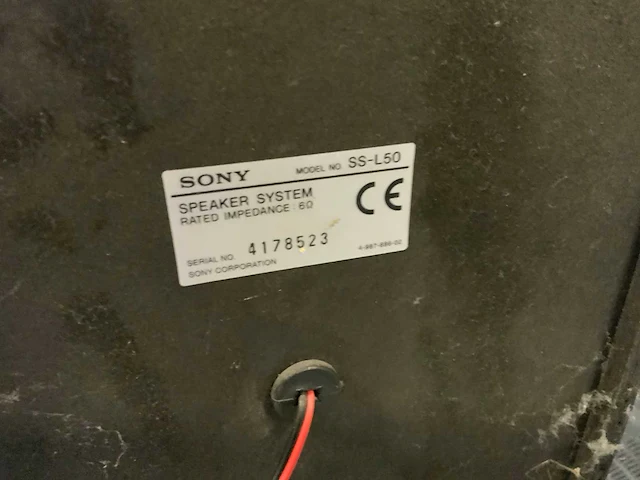 SONY MODEL NO. SS-L50
SPEAKER SYSTEM
RATED IMPEDANCE: 6Ω
CE
SERIAL NO. 4178523
SONY CORPORATION